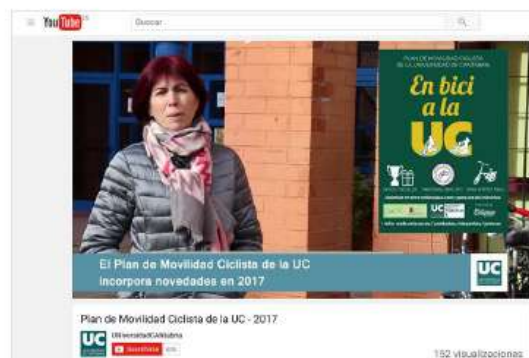 YouTube ES
Buscar
PLAN DE MOVILIDAD CICLISTA
DE LA UNIVERSIDAD DE CANTABRIA
En bici
a la
UC
UC
El Plan de Movilidad Ciclista de la UC
incorpora novedades en 2017
UC
Plan de Movilidad Ciclista de la UC - 2017
UC
UNiversidadCANtabria
Suscribirse
152 visualizaciones